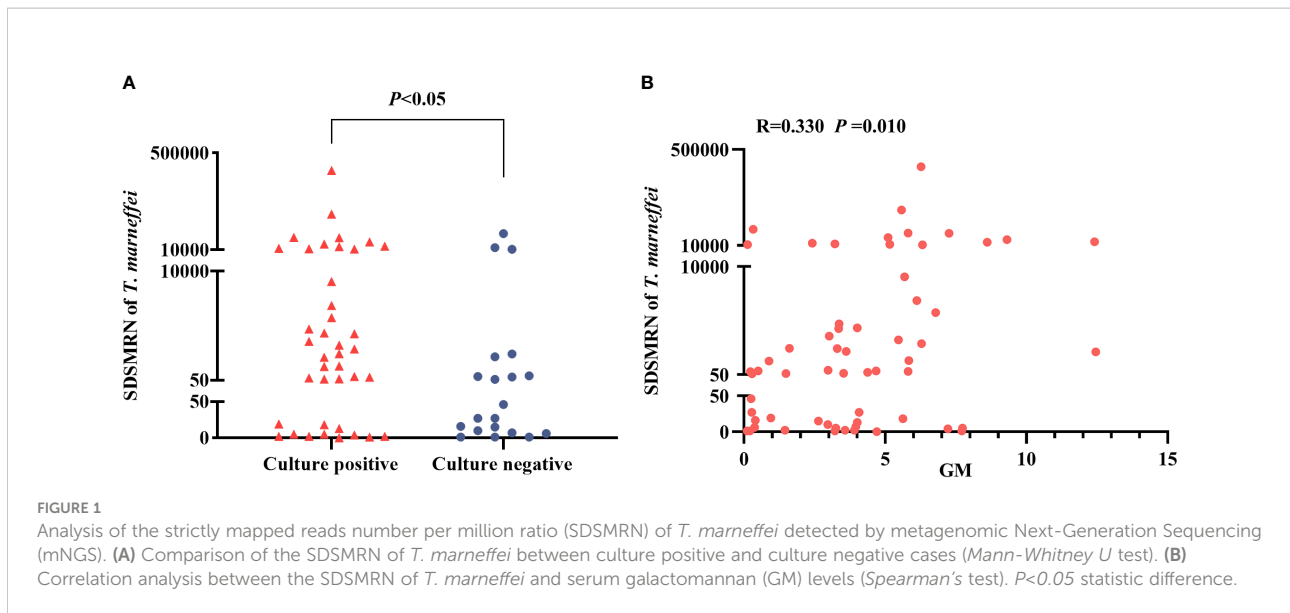 A
P<0.05
500000
10000
10000
50
50
0
SDSMRN of T. marneffei
Culture positive
Culture negative
B
R=0.330 P =0.010
500000
10000
10000
50
50
0
SDSMRN of T. marneffei
0
5
10
15
GM
FIGURE 1
Analysis of the strictly mapped reads number per million ratio (SDSMRN) of T. marneffei detected by metagenomic Next-Generation Sequencing
(mNGS). (A) Comparison of the SDSMRN of T. marneffei between culture positive and culture negative cases (Mann-Whitney U test). (B)
Correlation analysis between the SDSMRN of T. marneffei and serum galactomannan (GM) levels (Spearman's test). P<0.05 statistic difference.